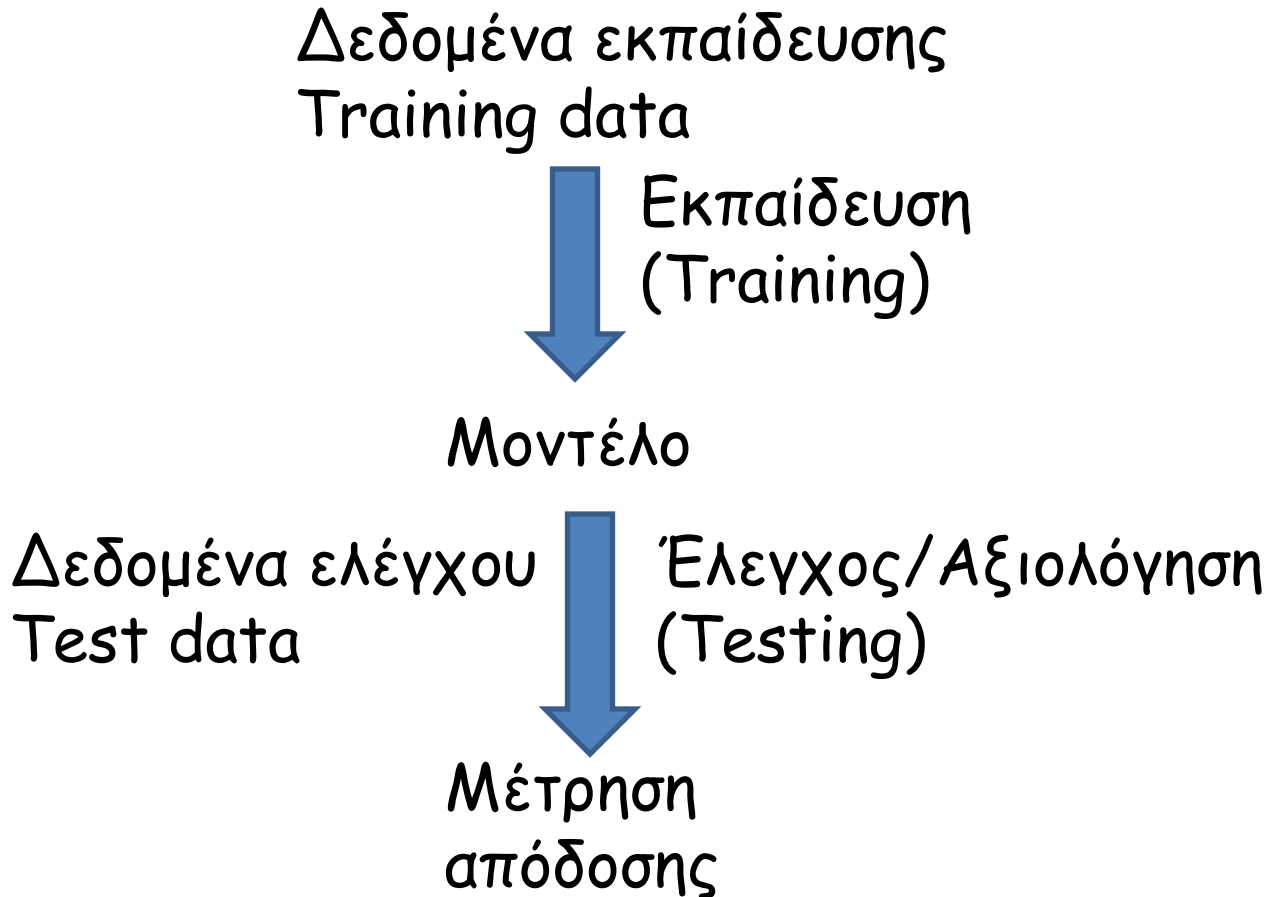 Δεδομένα εκπαίδευσης
Training data
Εκπαίδευση
(Training)
Μοντέλο
Δεδομένα ελέγχου
Test data
Έλεγχος/Αξιολόγηση
(Testing)
Μέτρηση
απόδοσης